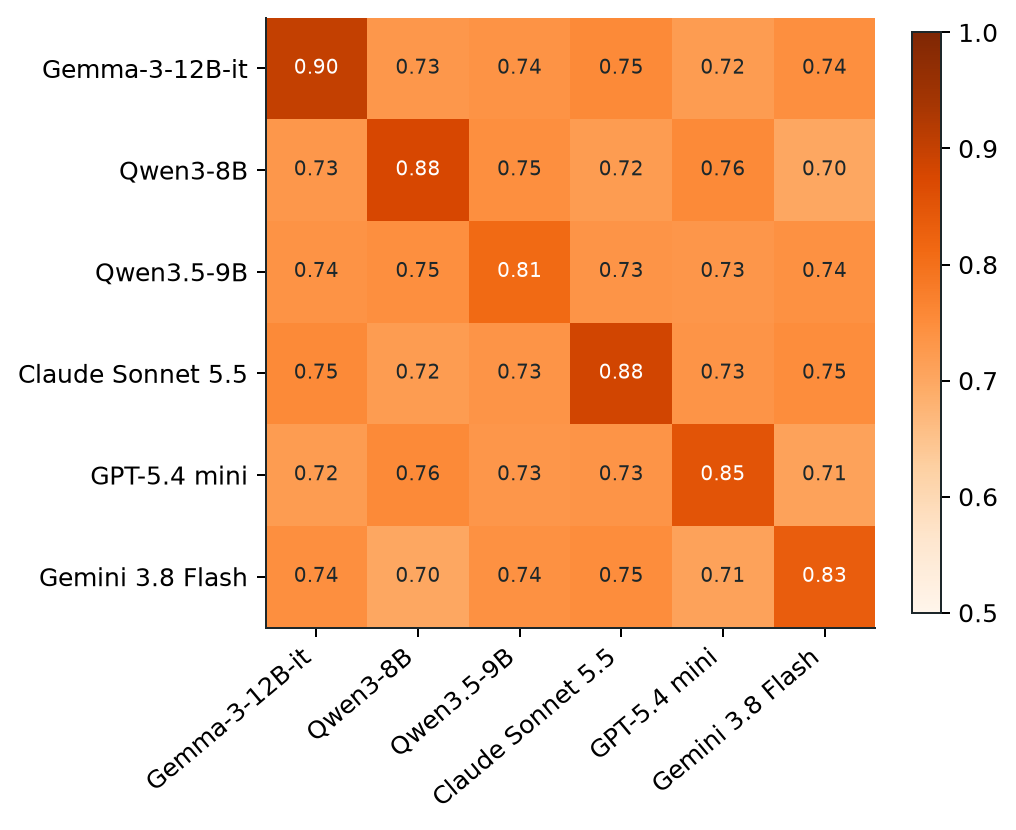 Gemma-3-12B-it 0.90 0.73 0.74 0.75 0.72 0.74
Qwen3-8B 0.73 0.88 0.75 0.72 0.76 0.70
Qwen3.5-9B 0.74 0.75 0.81 0.73 0.73 0.74
Claude Sonnet 5.5 0.75 0.72 0.73 0.88 0.73 0.75
GPT-5.4 mini 0.72 0.76 0.73 0.73 0.85 0.71
Gemini 3.8 Flash 0.74 0.70 0.74 0.75 0.71 0.83
Gemma-3-12B-it
Qwen3-8B
Qwen3.5-9B
Claude Sonnet 5.5
GPT-5.4 mini
Gemini 3.8 Flash
1.0
0.9
0.8
0.7
0.6
0.5